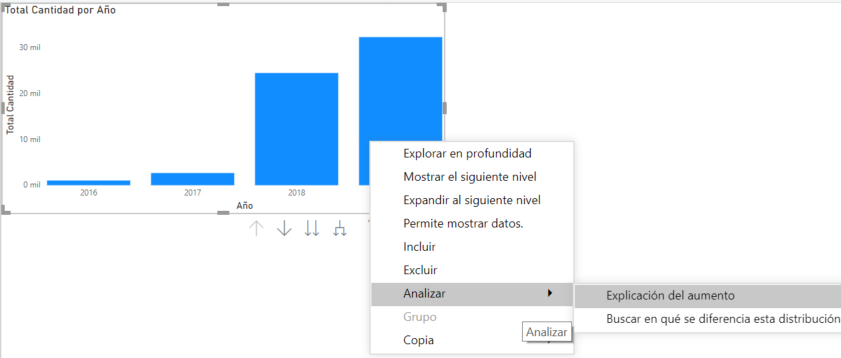 Total Cantidad por Año
Total Cantidad
30 mil
20 mil
10 mil
0 mil
2016
2017
2018
Año
Explorar en profundidad
Mostrar el siguiente nivel
Expandir al siguiente nivel
Permite mostrar datos.
Incluir
Excluir
Analizar
Explicación del aumento
Buscar en qué se diferencia esta distribución
Grupo
Analizar
Copia